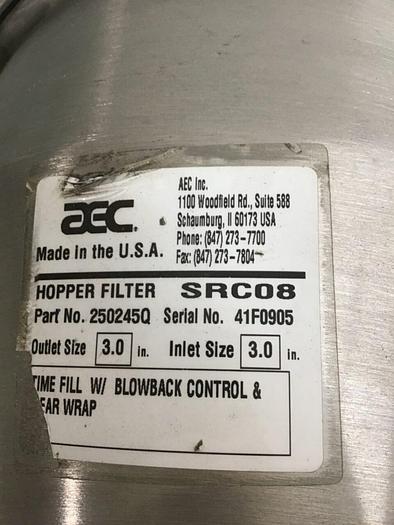 AEC Inc.
1100 Woodfield Rd., Suite 588
Schaumburg, Il 60173 USA
Phone: (847) 273-7700
Fax: (847) 273-7804
AEC.
Made in the U.S.A.
HOPPER FILTER SRC08
Part No. 250245Q Serial No. 41F0905
Outlet Size 3.0 in. Inlet Size 3.0 in.
TIME FILL W/ BLOWBACK CONTROL &
EAR WRAP